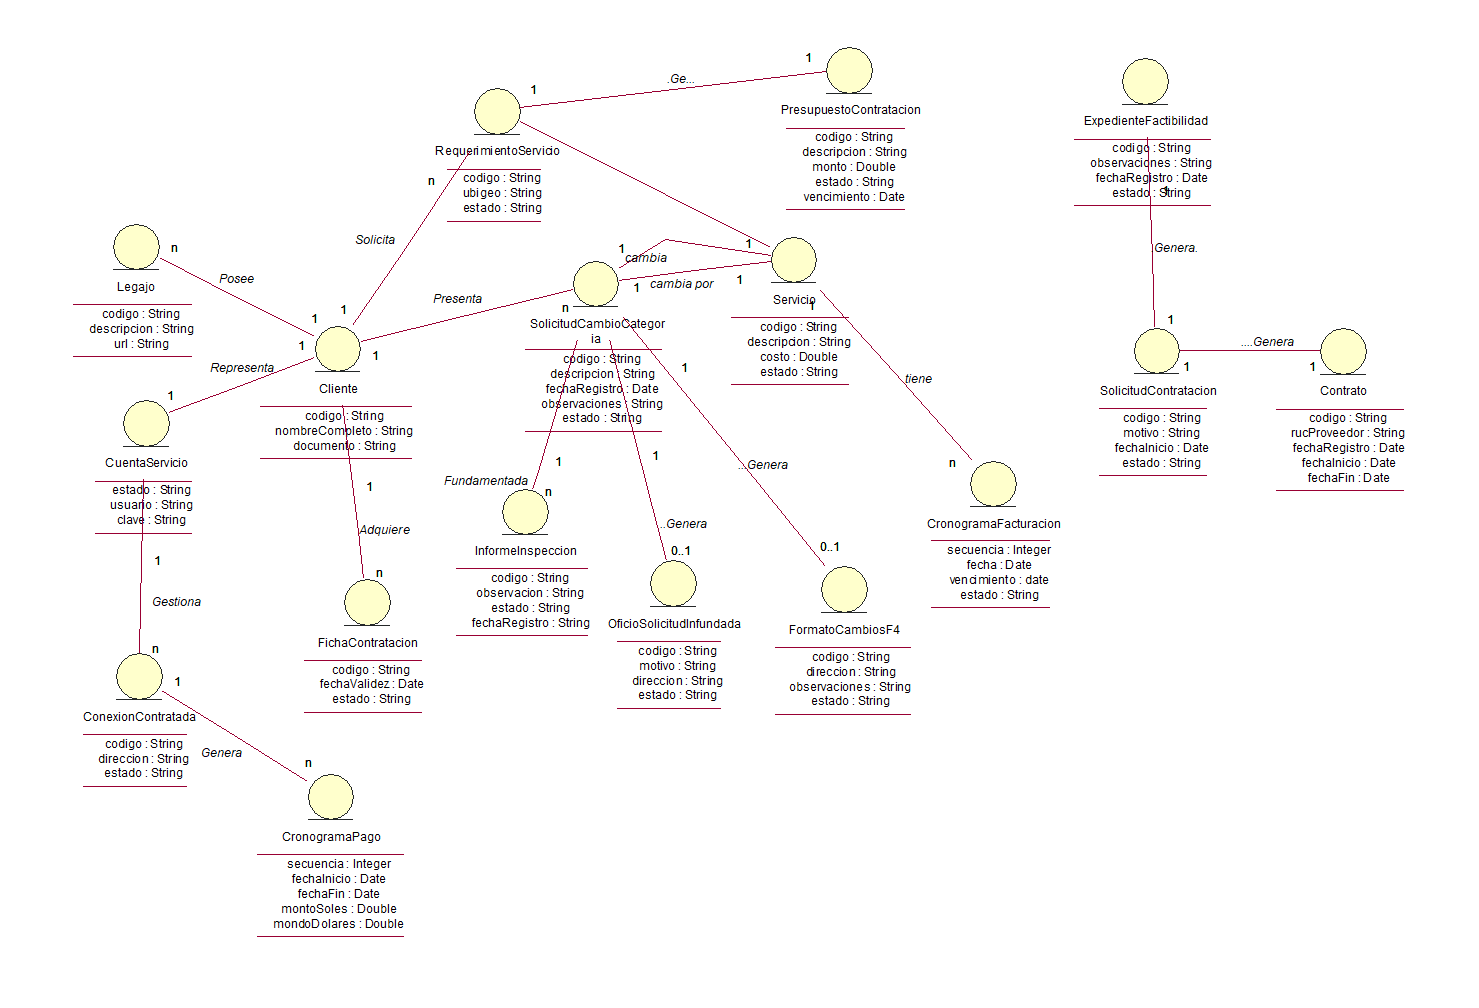 1
.Ge...
1
PresupuestoContratacion
codigo : String
descripcion : String
monto : Double
estado : String
vencimiento : Date
ExpedienteFactibilidad
codigo : String
observaciones : String
fechaRegistro : Date
estado : String
1
Genera.
1
RequerimientoServicio
codigo : String
ubigeo : String
estado : String
n
Solicita
1
n
Posee
1
Legajo
codigo : String
descripcion : String
url : String
1
cambia
1
1
cambia por
1
Servicio
1
codigo : String
descripcion : String
costo : Double
estado : String
Presenta
n
1
SolicitudCambioCategor
ia
codigo : String
descripcion : String
fechaRegistro : Date
observaciones : String
estado : String
1
Representa
1
Cliente
codigo : String
nombreCompleto : String
documento : String
....Genera
1
1
SolicitudContratacion
codigo : String
motivo : String
fechaInicio : Date
estado : String
Contrato
codigo : String
rucProveedor : String
fechaRegistro : Date
fechaInicio : Date
fechaFin : Date
tiene
n
CuentaServicio
estado : String
usuario : String
clave : String
1
Gestiona
n
1
Adquiere
n
1
Fundamentada
n
1
..Genera
0..1
1
...Genera
0..1
InformeInspeccion
codigo : String
observacion : String
estado : String
fechaRegistro : String
OficioSolicitudInfundada
codigo : String
motivo : String
direccion : String
estado : String
FormatoCambiosF4
codigo : String
direccion : String
observaciones : String
estado : String
CronogramaFacturacion
secuencia : Integer
fecha : Date
vencimiento : date
estado : String
FichaContratacion
codigo : String
fechaValidez : Date
estado : String
ConexionContratada
codigo : String
direccion : String
estado : String
1
Genera
n
CronogramaPago
secuencia : Integer
fechaInicio : Date
fechaFin : Date
montoSoles : Double
mondoDolares : Double